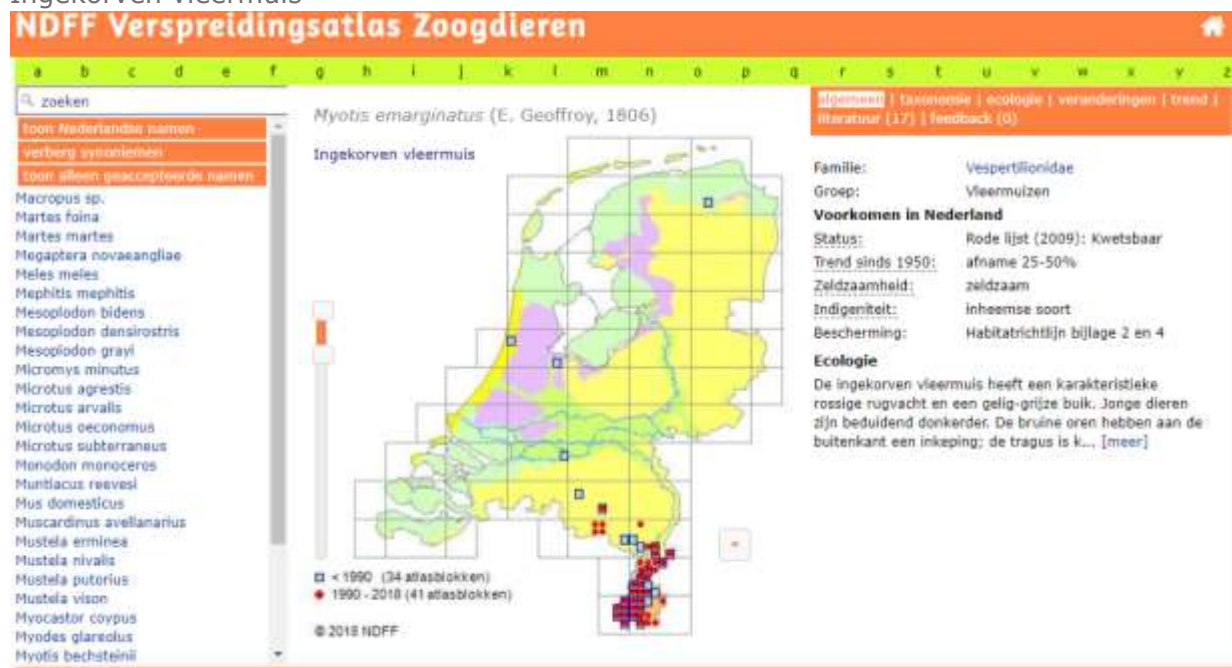 Ingekorven vleermuis
NDFF Verspreidingsatlas Zoogdieren
a b c d e f g h i j k l m n o p q r s t u v w x y z
zoeken
toon Nederlandse namen
verberg synoniemen
toon alleen geaccepteerde namen
Macropus sp.
Martes foina
Martes martes
Megaptera novaeangliae
Meles meles
Mephitis mephitis
Mesoplodon bidens
Mesoplodon densirostris
Mesoplodon grayi
Micromys minutus
Microtus agrestis
Microtus arvalis
Microtus oeconomus
Microtus subterraneus
Monodon monoceros
Muntiacus reevesi
Mus domesticus
Muscardinus avellanarius
Mustela erminea
Mustela nivalis
Mustela putorius
Mustela vison
Myocastor coypus
Myodes glareolus
Myotis bechsteinii
Myotis emarginatus (E. Geoffroy, 1806)
Ingekorven vleermuis
< 1990 (34 atlasblokken)
1990 - 2018 (41 atlasblokken)
© 2018 NDFF
algemeen | taxonomie | ecologie | veranderingen | trend |
literatuur (17) | feedback (0)
Familie: Vespertilionidae
Groep: Vleermuizen
Voorkomen in Nederland
Status: Rode lijst (2009): Kwetsbaar
Trend sinds 1950: afname 25-50%
Zeldzaamheid: zeldzaam
Indigeniteit: inheemse soort
Bescherming: Habitatrichtlijn bijlage 2 en 4
Ecologie
De ingekorven vleermuis heeft een karakteristieke
rossige rugvacht en een gelig-grijze buik. Jonge dieren
zijn beduidend donkerder. De bruine oren hebben aan de
buitenkant een inkeping; de tragus is k... [meer]